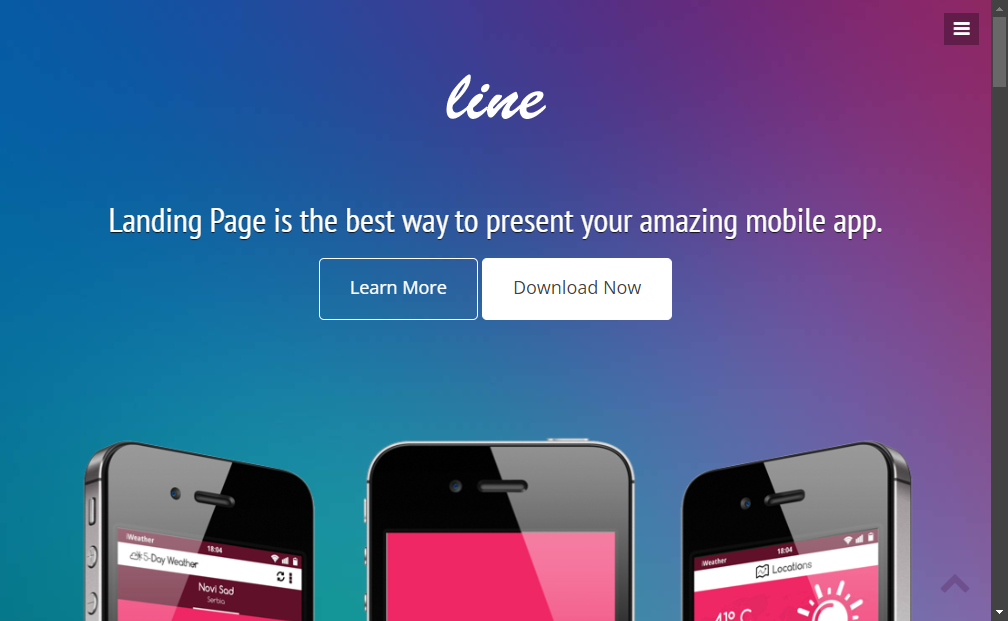 line
Landing Page is the best way to present your amazing mobile app.
Learn More
Download Now
iWeather
18:04
5-Day Weather
Novi Sad
Serbia
iWeather
18:04
Locations
41º C